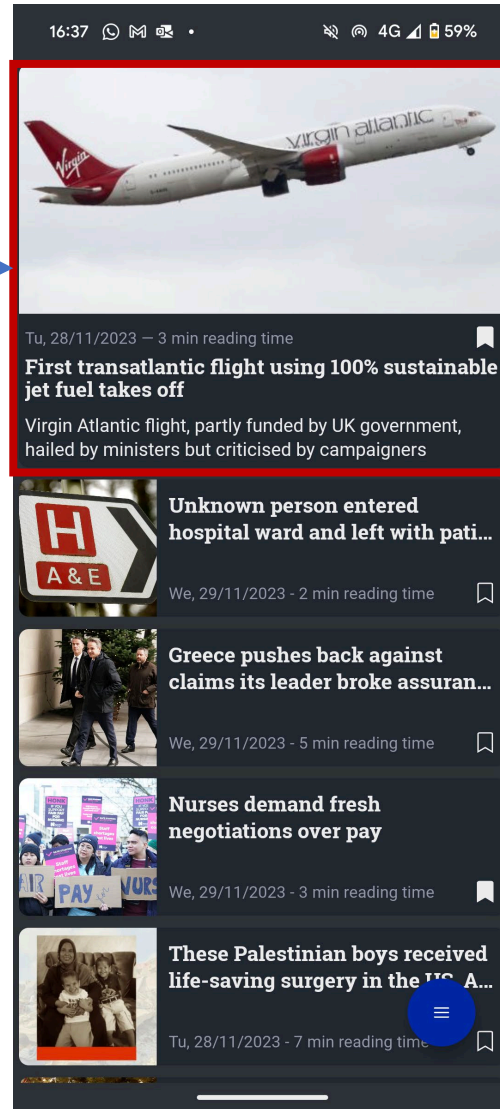 16:37
4G
59%
virgin atlantic
Virgin
Tu, 28/11/2023 — 3 min reading time
First transatlantic flight using 100% sustainable
jet fuel takes off
Virgin Atlantic flight, partly funded by UK government,
hailed by ministers but criticised by campaigners
H
A & E
Unknown person entered
hospital ward and left with pati...
We, 29/11/2023 - 2 min reading time
Greece pushes back against
claims its leader broke assuran...
We, 29/11/2023 - 5 min reading time
HONK
PAY
Nurses demand fresh
negotiations over pay
We, 29/11/2023 - 3 min reading time
These Palestinian boys received
life-saving surgery in the US. A...
Tu, 28/11/2023 - 7 min reading time